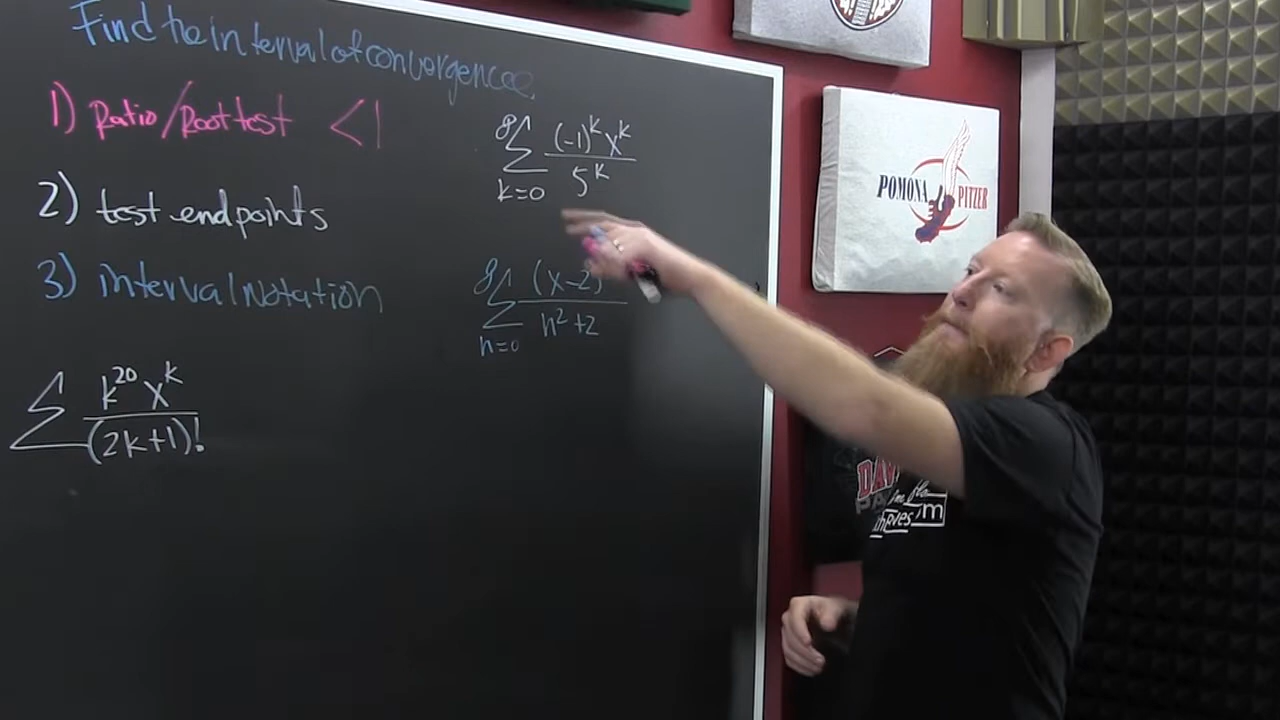 Find the interval of convergence
1) Ratio/Root test <1
2) test endpoints
3) interval Notation
∑ k^20 x^k / (2k+1)!
∞ ∑ k=0 (-1)^k x^k / 5^k
∞ ∑ n=0 (x-2) / n^2+2
POMONA PITZER